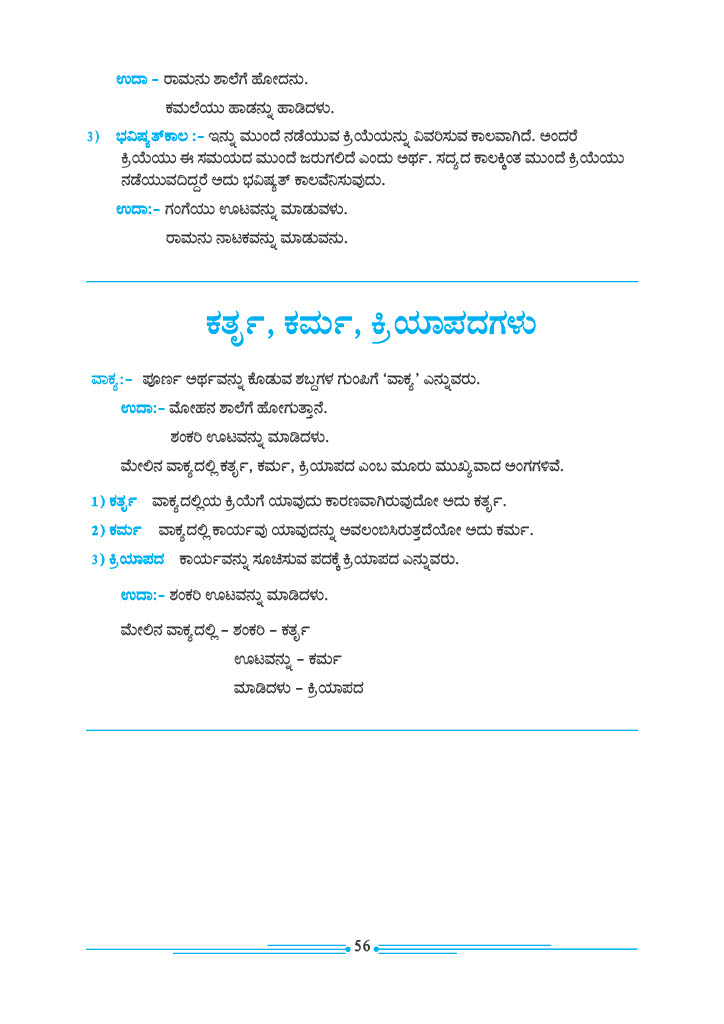 ಉದಾ – ರಾಮನು ಶಾಲೆಗೆ ಹೋದನು.
ಕಮಲೆಯು ಹಾಡನ್ನು ಹಾಡಿದಳು.
3) ಭವಿಷ್ಯತ್‌ಕಾಲ :– ಇನ್ನು ಮುಂದೆ ನಡೆಯುವ ಕ್ರಿಯೆಯನ್ನು ವಿವರಿಸುವ ಕಾಲವಾಗಿದೆ. ಅಂದರೆ
ಕ್ರಿಯೆಯು ಈ ಸಮಯದ ಮುಂದೆ ಜರುಗಲಿದೆ ಎಂದು ಅರ್ಥ. ಸದ್ಯದ ಕಾಲಕ್ಕಿಂತ ಮುಂದೆ ಕ್ರಿಯೆಯು
ನಡೆಯುವದಿದ್ದರೆ ಅದು ಭವಿಷ್ಯತ್ ಕಾಲವೆನಿಸುವುದು.
ಉದಾ:– ಗಂಗೆಯು ಊಟವನ್ನು ಮಾಡುವಳು.
ರಾಮನು ನಾಟಕವನ್ನು ಮಾಡುವನು.
ಕರ್ತೃ, ಕರ್ಮ, ಕ್ರಿಯಾಪದಗಳು
ವಾಕ್ಯ:– ಪೂರ್ಣ ಅರ್ಥವನ್ನು ಕೊಡುವ ಶಬ್ದಗಳ ಗುಂಪಿಗೆ ‘ವಾಕ್ಯ’ ಎನ್ನುವರು.
ಉದಾ:– ಮೋಹನ ಶಾಲೆಗೆ ಹೋಗುತ್ತಾನೆ.
ಶಂಕರಿ ಊಟವನ್ನು ಮಾಡಿದಳು.
ಮೇಲಿನ ವಾಕ್ಯದಲ್ಲಿ ಕರ್ತೃ, ಕರ್ಮ, ಕ್ರಿಯಾಪದ ಎಂಬ ಮೂರು ಮುಖ್ಯವಾದ ಅಂಗಗಳಿವೆ.
1) ಕರ್ತೃ ವಾಕ್ಯದಲ್ಲಿಯ ಕ್ರಿಯೆಗೆ ಯಾವುದು ಕಾರಣವಾಗಿರುವುದೋ ಅದು ಕರ್ತೃ.
2) ಕರ್ಮ ವಾಕ್ಯದಲ್ಲಿ ಕಾರ್ಯವು ಯಾವುದನ್ನು ಅವಲಂಬಿಸಿರುತ್ತದೆಯೋ ಅದು ಕರ್ಮ.
3) ಕ್ರಿಯಾಪದ ಕಾರ್ಯವನ್ನು ಸೂಚಿಸುವ ಪದಕ್ಕೆ ಕ್ರಿಯಾಪದ ಎನ್ನುವರು.
ಉದಾ:– ಶಂಕರಿ ಊಟವನ್ನು ಮಾಡಿದಳು.
ಮೇಲಿನ ವಾಕ್ಯದಲ್ಲಿ – ಶಂಕರಿ – ಕರ್ತೃ
ಊಟವನ್ನು – ಕರ್ಮ
ಮಾಡಿದಳು – ಕ್ರಿಯಾಪದ
56